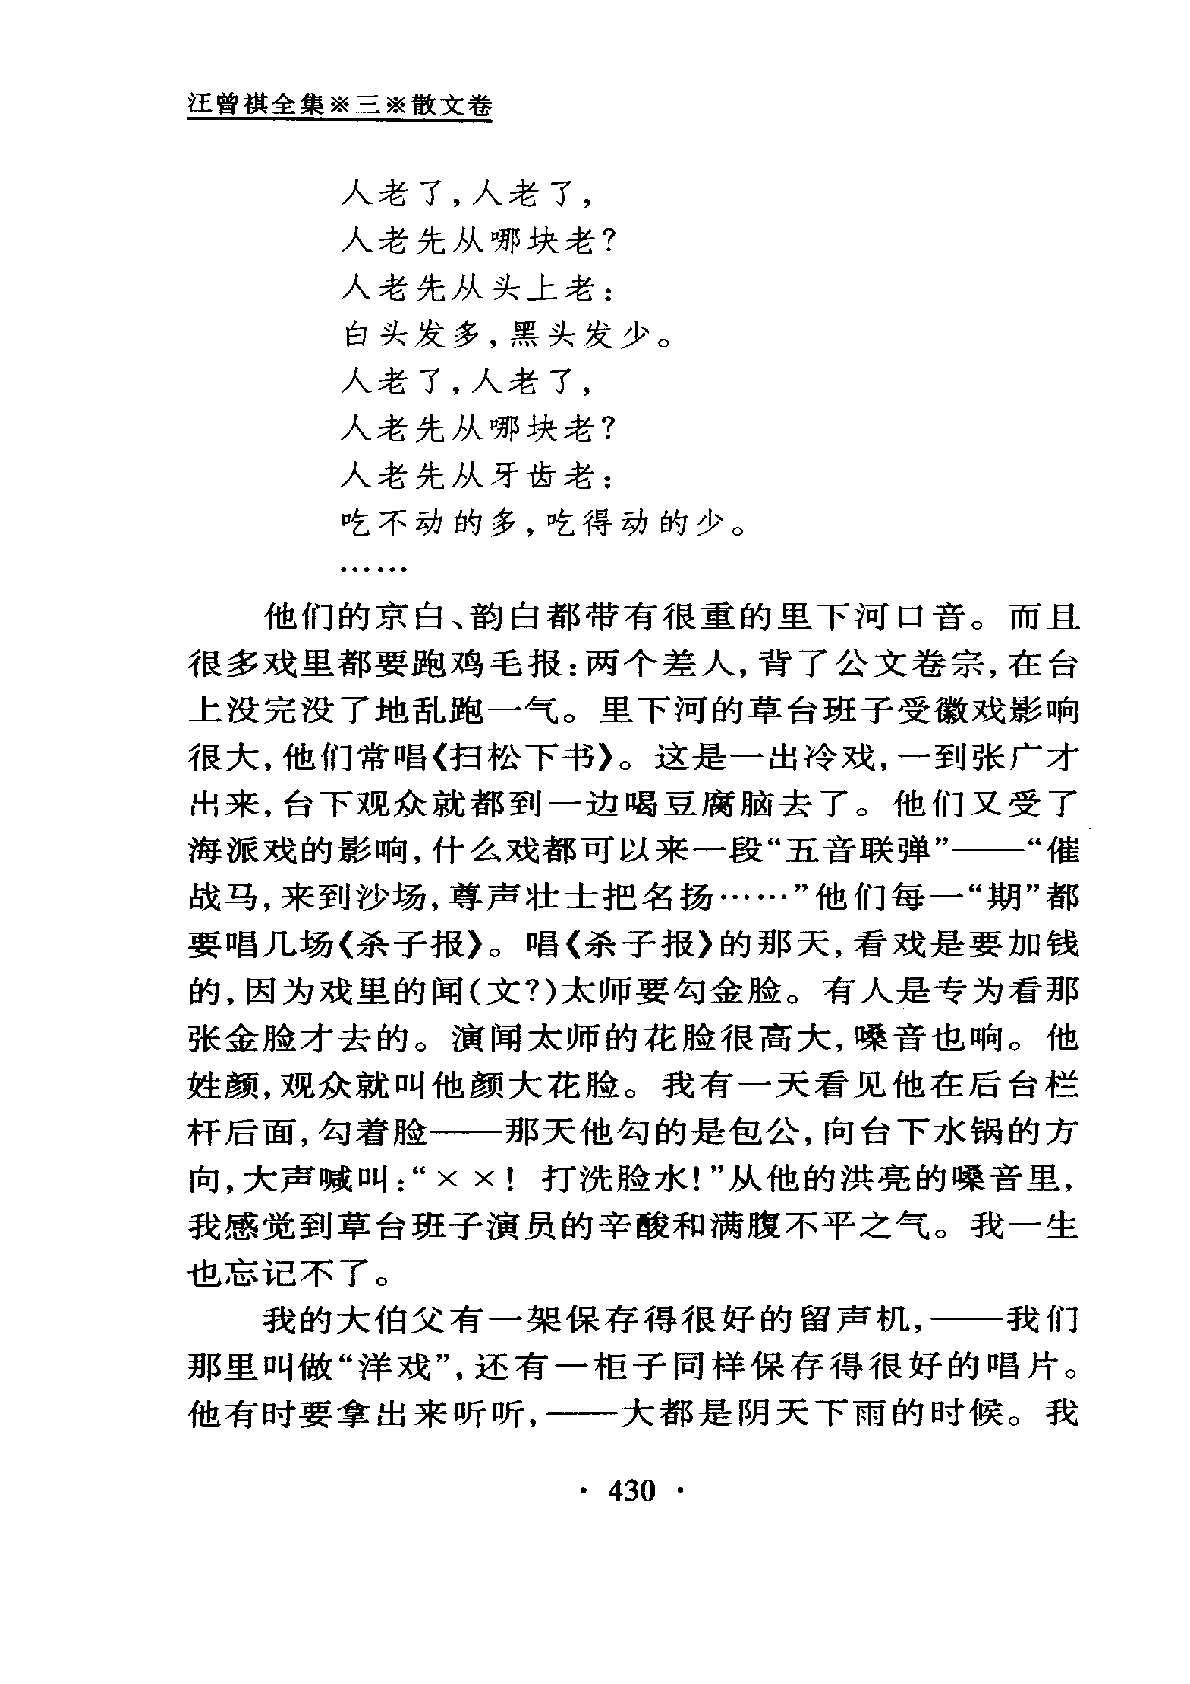 汪曾祺全集※三※散文卷
人老了,人老了,
人老先从哪块老?
人老先从头上老:
白头发多,黑头发少。
人老了,人老了,
人老先从哪块老?
人老先从牙齿老:
吃不动的多,吃得动的少。
……
他们的京白、韵白都带有很重的里下河口音。而且
很多戏里都要跑鸡毛报:两个差人,背了公文卷宗,在台
上没完没了地乱跑一气。里下河的草台班子受徽戏影响
很大,他们常唱《扫松下书》。这是一出冷戏,一到张广才
出来,台下观众就都到一边喝豆腐脑去了。他们又受了
海派戏的影响,什么戏都可以来一段“五音联弹”——“催
战马,来到沙场,尊声壮士把名扬……”他们每一“期”都
要唱几场《杀子报》。唱《杀子报》的那天,看戏是要加钱
的,因为戏里的闻(文?)太师要勾金脸。有人是专为看那
张金脸才去的。演闻太师的花脸很高大,嗓音也响。他
姓颜,观众就叫他颜大花脸。我有一天看见他在后台栏
杆后面,勾着脸——那天他勾的是包公,向台下水锅的方
向,大声喊叫:“××! 打洗脸水!”从他的洪亮的嗓音里,
我感觉到草台班子演员的辛酸和满腹不平之气。我一生
也忘记不了。
我的大伯父有一架保存得很好的留声机,——我们
那里叫做“洋戏”,还有一柜子同样保存得很好的唱片。
他有时要拿出来听听,——大都是阴天下雨的时候。我
· 430 ·